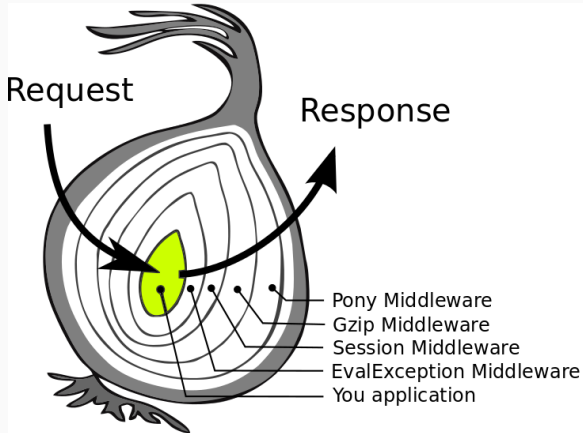 Request
Response
Pony Middleware
Gzip Middleware
Session Middleware
EvalException Middleware
You application